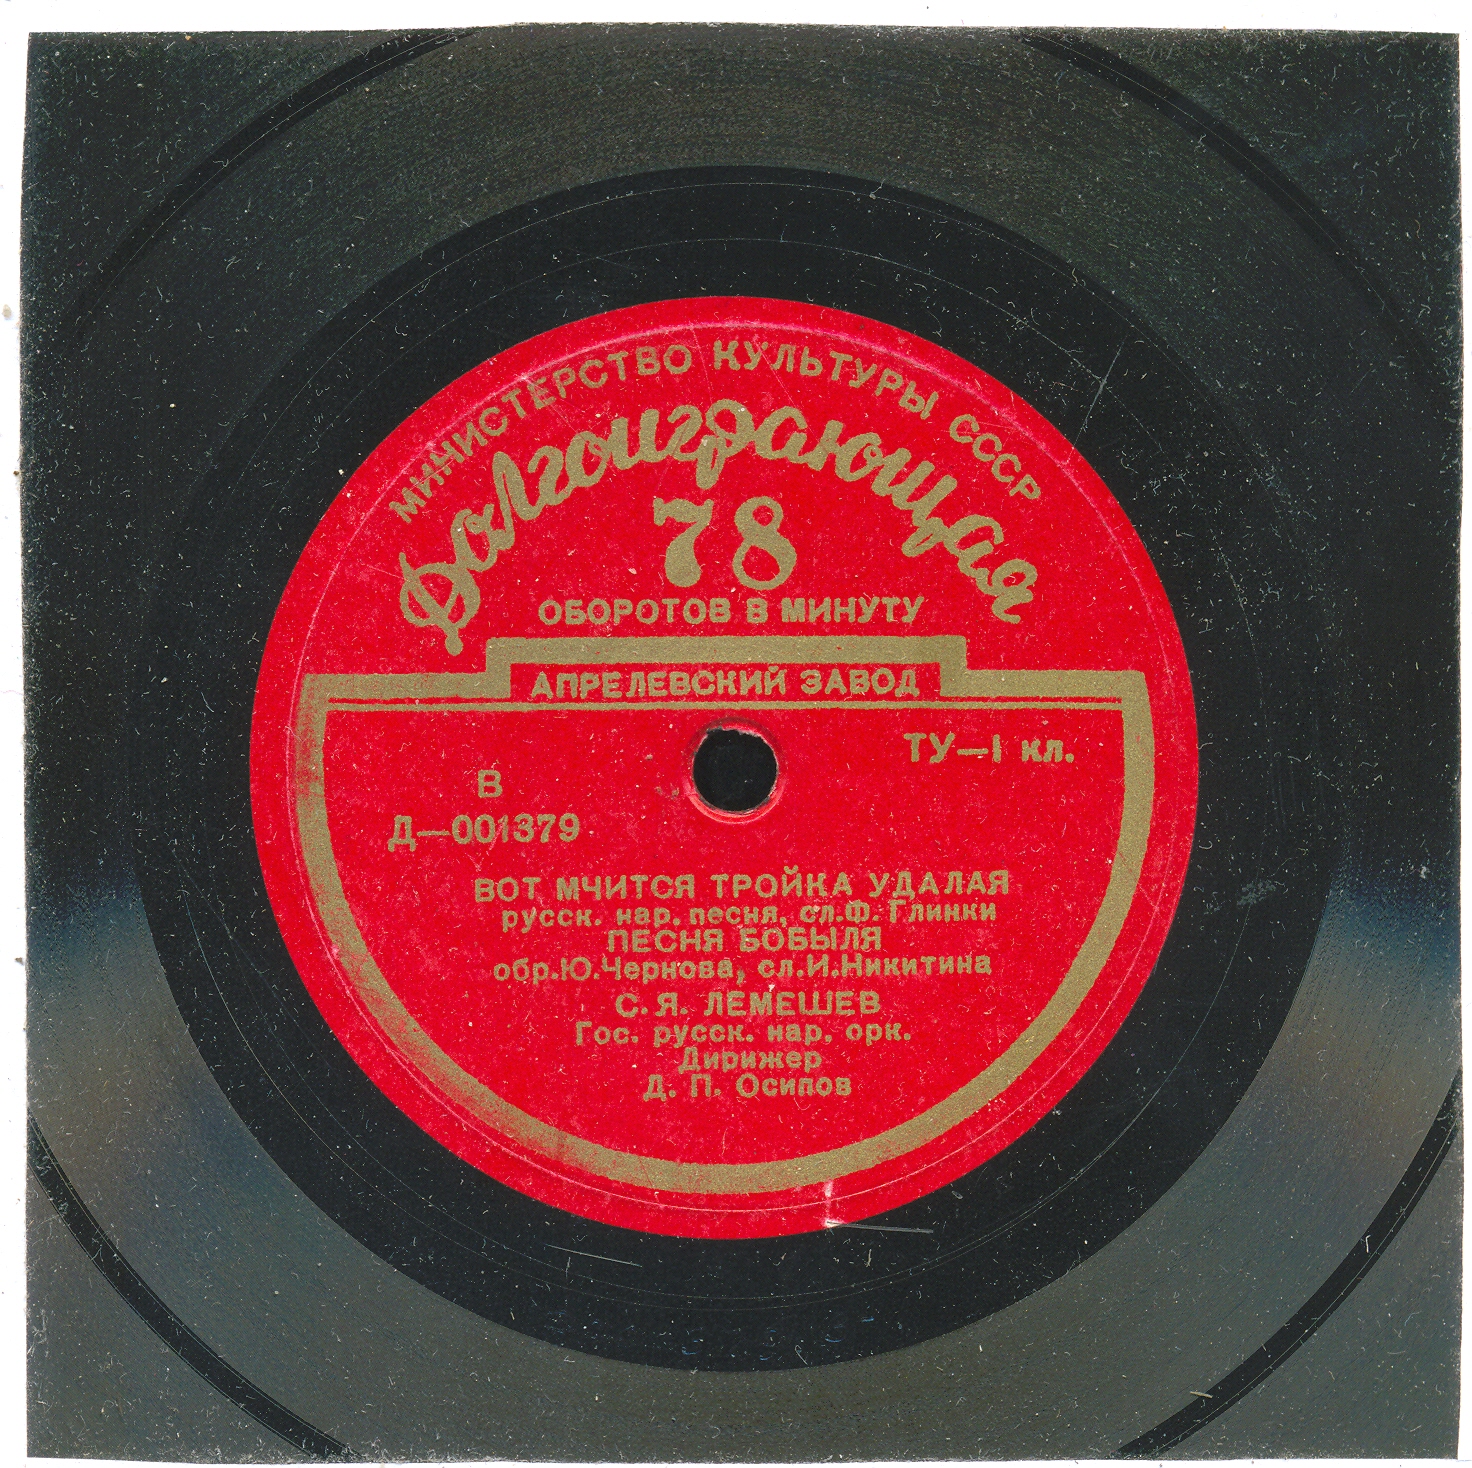 МИНИСТЕРСТВО КУЛЬТУРЫ СССР
Долгоиграющая
78
ОБОРОТОВ В МИНУТУ
АПРЕЛЕВСКИЙ ЗАВОД
ТУ—I кл.
В
Д—001379
ВОТ МЧИТСЯ ТРОЙКА УДАЛАЯ
русск. нар. песня, сл. Ф. Глинки
ПЕСНЯ БОБЫЛЯ
обр. Ю. Чернова, сл. И. Никитина
С. Я. ЛЕМЕШЕВ
Гос. русск. нар. орк.
Дирижер
Д. П. Осипов